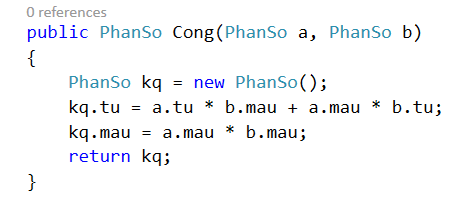 0 references
public PhanSo Cong(PhanSo a, PhanSo b)
{
    PhanSo kq = new PhanSo();
    kq.tu = a.tu * b.mau + a.mau * b.tu;
    kq.mau = a.mau * b.mau;
    return kq;
}